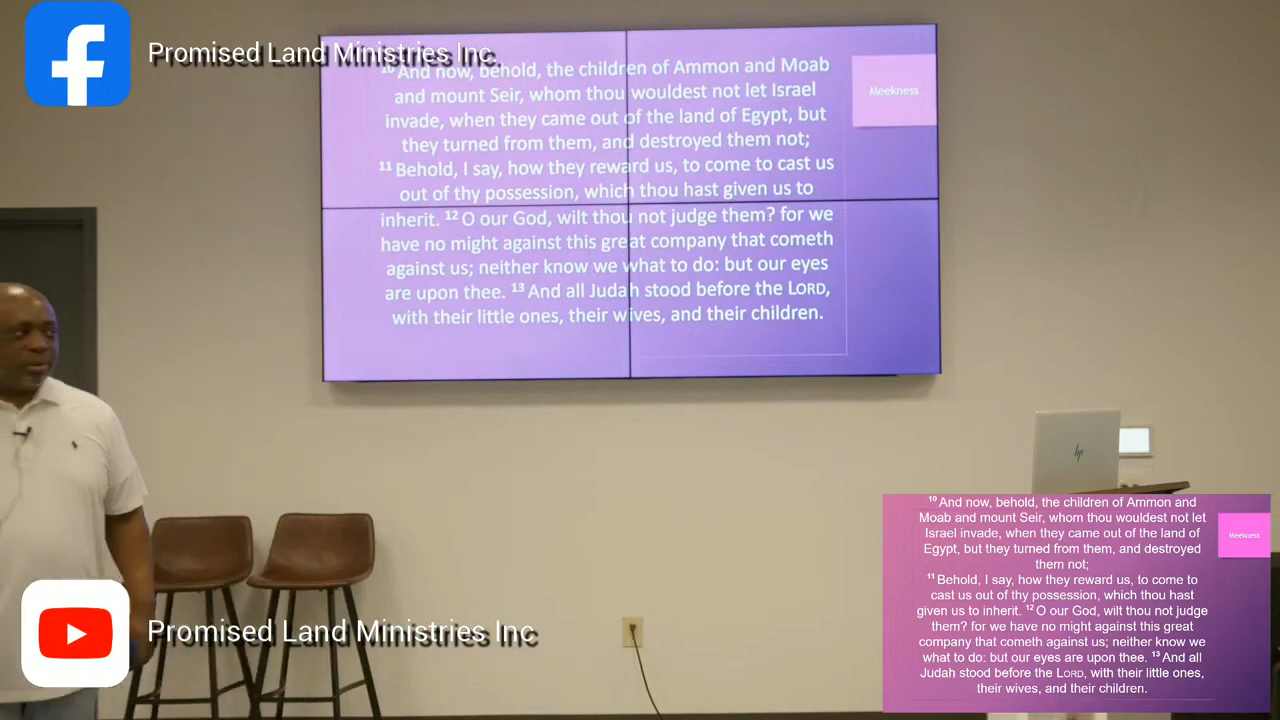 Promised Land Ministries Inc.
10 And now, behold, the children of Ammon and Moab
and mount Seir, whom thou wouldest not let Israel
invade, when they came out of the land of Egypt, but
they turned from them, and destroyed them not;
11 Behold, I say, how they reward us, to come to cast us
out of thy possession, which thou hast given us to
inherit. 12 O our God, wilt thou not judge them? for we
have no might against this great company that cometh
against us; neither know we what to do: but our eyes
are upon thee. 13 And all Judah stood before the LORD,
with their little ones, their wives, and their children.
Meekness
hp
Promised Land Ministries Inc
10 And now, behold, the children of Ammon and
Moab and mount Seir, whom thou wouldest not let
Israel invade, when they came out of the land of
Egypt, but they turned from them, and destroyed
them not;
11 Behold, I say, how they reward us, to come to
cast us out of thy possession, which thou hast
given us to inherit. 12 O our God, wilt thou not judge
them? for we have no might against this great
company that cometh against us; neither know we
what to do: but our eyes are upon thee. 13 And all
Judah stood before the LORD, with their little ones,
their wives, and their children.
Meekness